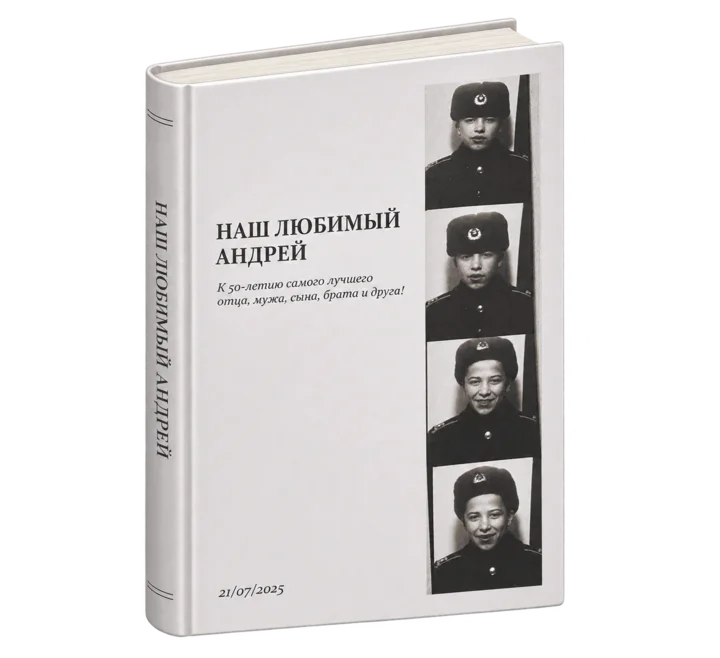 НАШ ЛЮБИМЫЙ АНДРЕЙ
НАШ ЛЮБИМЫЙ
АНДРЕЙ
К 50-летию самого лучшего
отца, мужа, сына, брата и друга!
21/07/2025